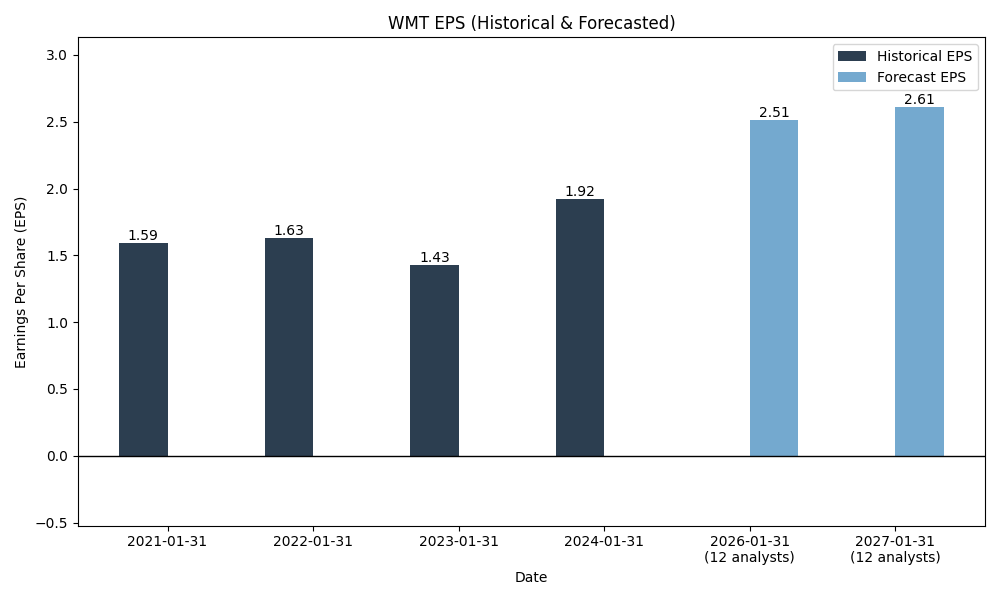 WMT EPS (Historical & Forecasted)
Historical EPS
Forecast EPS
Earnings Per Share (EPS)
3.0
2.5
2.0
1.5
1.0
0.5
0.0
−0.5
1.59
1.63
1.43
1.92
2.51
2.61
2021-01-31
2022-01-31
2023-01-31
2024-01-31
2026-01-31
(12 analysts)
2027-01-31
(12 analysts)
Date